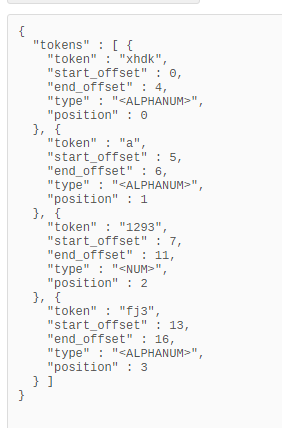 {
  "tokens" : [ {
    "token" : "xhdk",
    "start_offset" : 0,
    "end_offset" : 4,
    "type" : "<ALPHANUM>",
    "position" : 0
  }, {
    "token" : "a",
    "start_offset" : 5,
    "end_offset" : 6,
    "type" : "<ALPHANUM>",
    "position" : 1
  }, {
    "token" : "1293",
    "start_offset" : 7,
    "end_offset" : 11,
    "type" : "<NUM>",
    "position" : 2
  }, {
    "token" : "fj3",
    "start_offset" : 13,
    "end_offset" : 16,
    "type" : "<ALPHANUM>",
    "position" : 3
  } ]
}